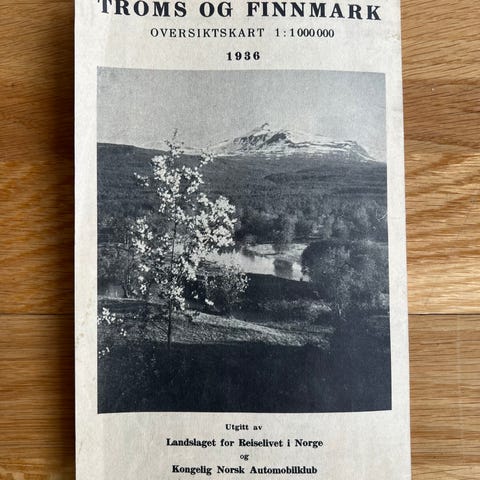 TROMS OG FINNMARK
OVERSIKTSKART 1:1000000
1936
Utgitt av
Landslaget for Reiselivet i Norge
og
Kongelig Norsk Automobilklub